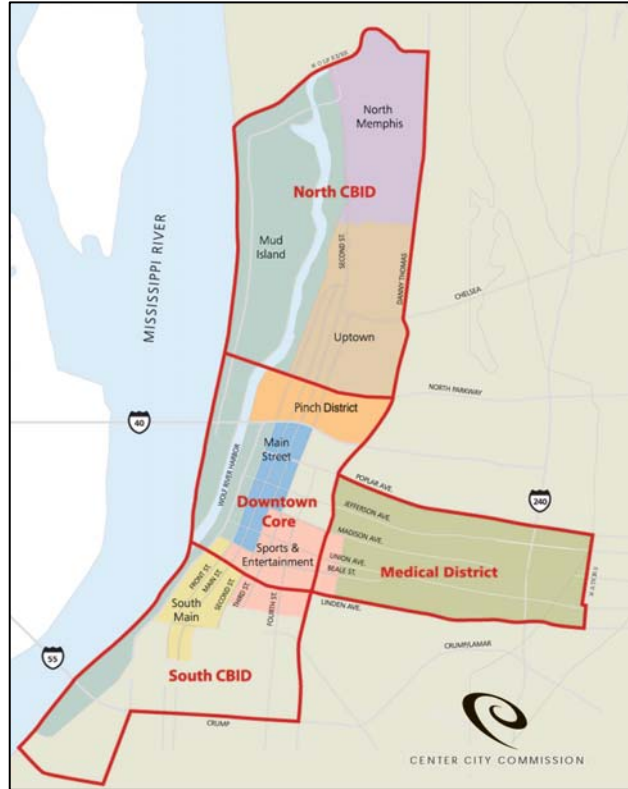 NORTH
Memphis
North CBID
Mud
Island
SECOND ST.
DANNY THOMAS
CHELSEA
MISSISSIPPI RIVER
Uptown
NORTH PARKWAY
Pinch District
40
Main
Street
WOLF RIVER HARBOR
POPLAR AVE.
240
JEFFERSON AVE.
Downtown
Core
MADISON AVE.
Sports &
Entertainment
UNION AVE.
BEALE ST.
Medical District
FRONT ST.
MAIN ST.
SECOND ST.
THIRD ST.
FOURTH ST.
LINDEN AVE.
South
Main
CRUMP/LAMAR
55
South CBID
CRUMP
CENTER CITY COMMISSION